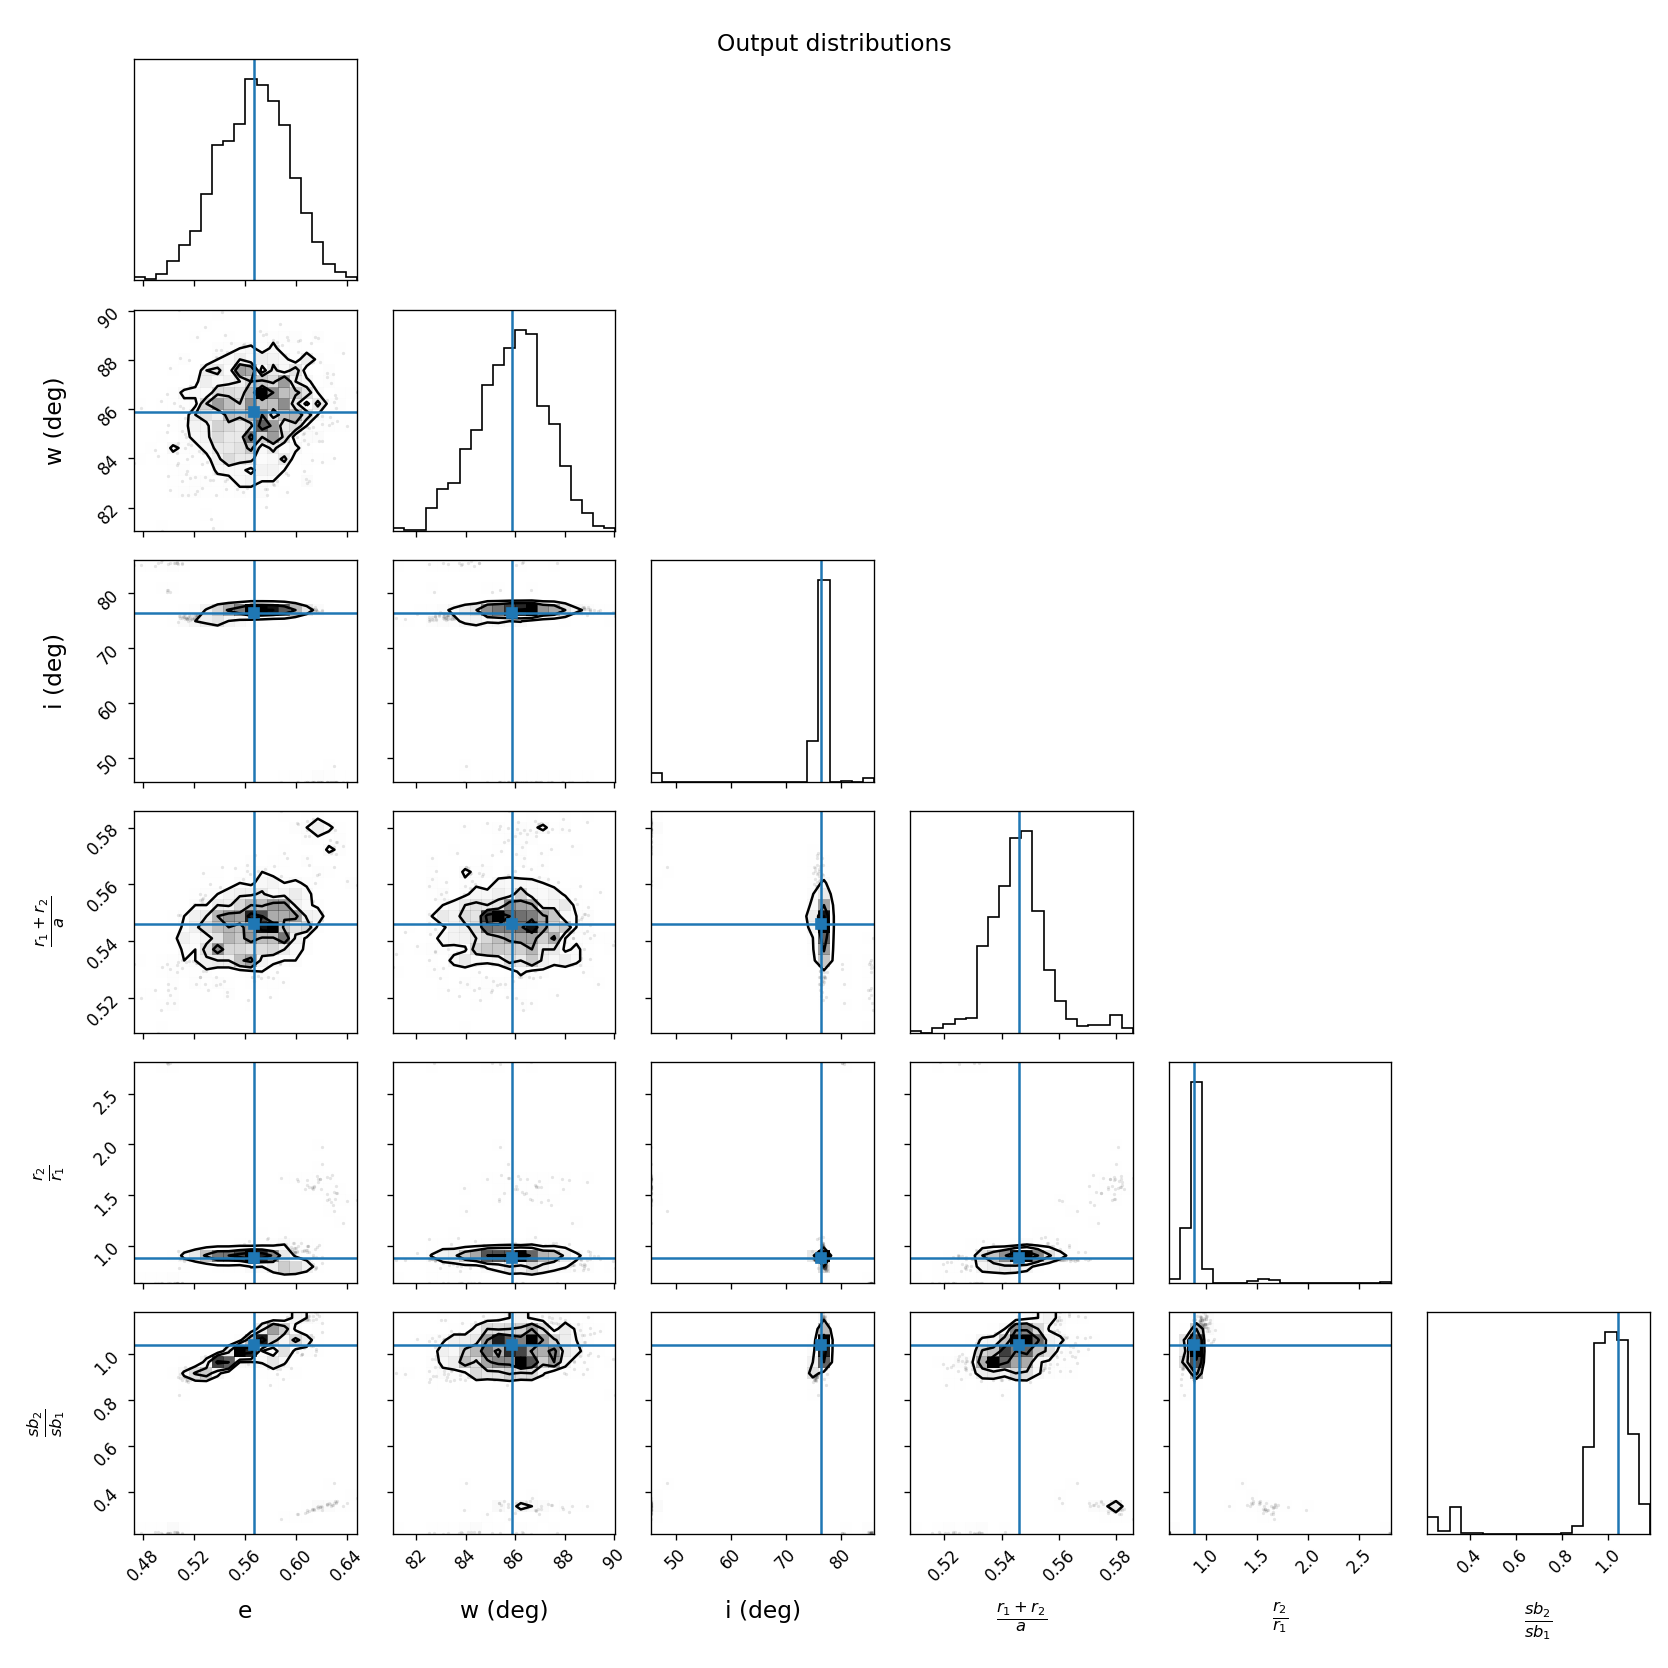 Output distributions
w (deg)
90
88
86
84
82
i (deg)
80
70
60
50
r₁ + r₂
a
0.58
0.56
0.54
0.52
r₂
r₁
2.5
2.0
1.5
1.0
sb₂
sb₁
1.0
0.8
0.6
0.4
0.48 0.52 0.56 0.60 0.64
82 84 86 88 90
50 60 70 80
0.52 0.54 0.56 0.58
1.0 1.5 2.0 2.5
0.4 0.6 0.8 1.0
e
w (deg)
i (deg)
r₁ + r₂
a
r₂
r₁
sb₂
sb₁